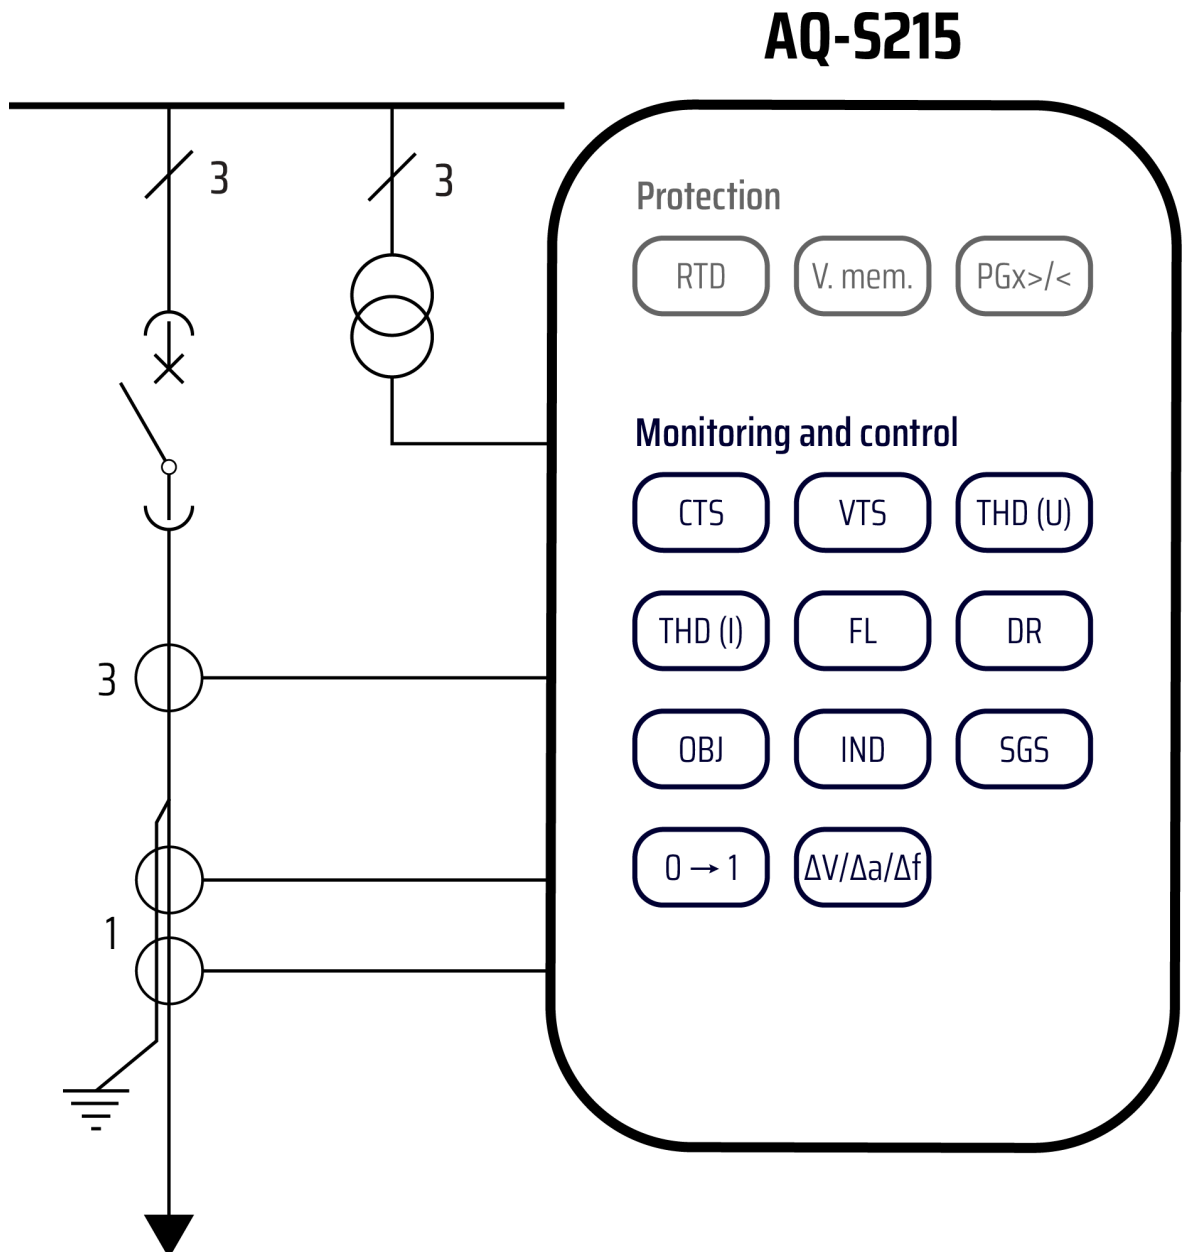 AQ-S215
3
3
Protection
RTD V. mem. PGx>/<
Monitoring and control
CTS VTS THD (U)
THD (I) FL DR
3
OBJ IND SGS
0 → 1 ΔV/Δa/Δf
1